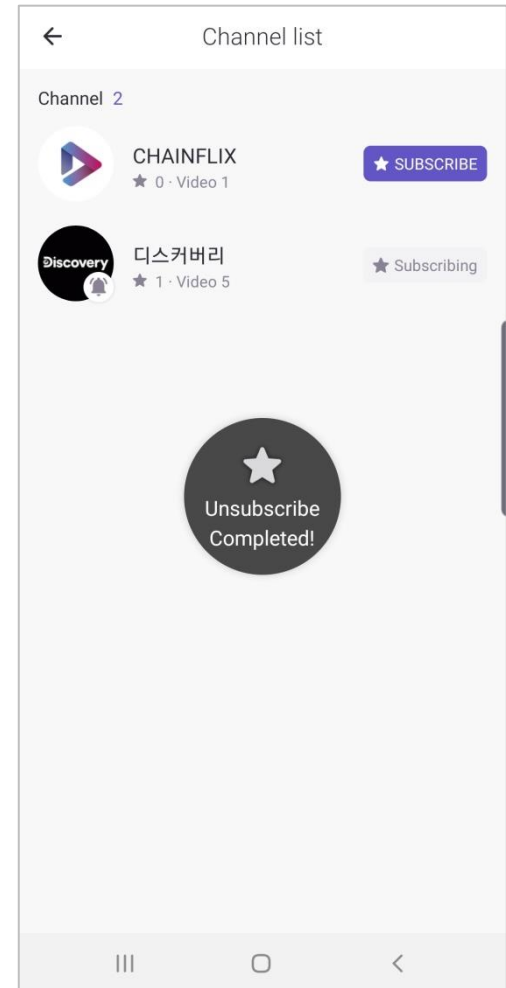 Channel list
Channel 2
CHAINFLIX
★ 0 · Video 1
★ SUBSCRIBE
Discovery
디스커버리
★ 1 · Video 5
★ Subscribing
Unsubscribe
Completed!